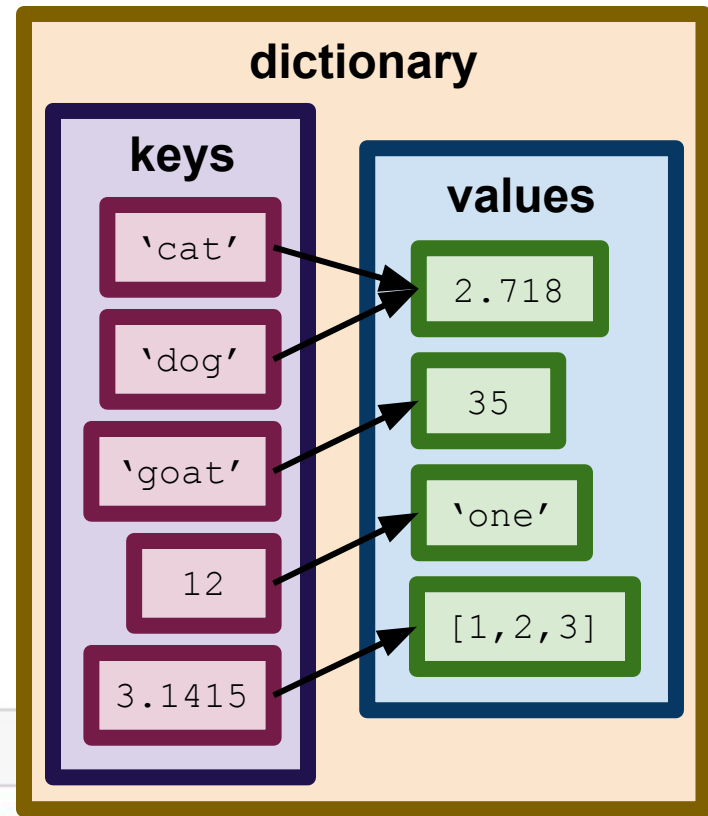 dictionary
keys
‘cat’
‘dog’
‘goat’
12
3.1415
values
2.718
35
‘one’
[1,2,3]